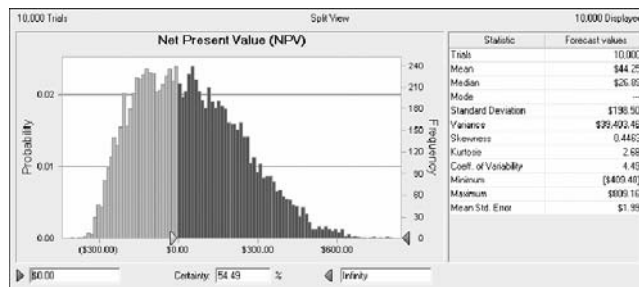 10,000 Trials Split View 10,000 Displayed
Net Present Value (NPV)
Probability
0.02
0.01
0.00
240
210
180
150
120
90
60
30
0
Frequency
($300.00) $0.00 $300.00 $600.00
Statistic Forecast values
Trials 10,000
Mean $44.25
Median $26.89
Mode ---
Standard Deviation $198.50
Variance $39,403.46
Skewness 0.4463
Kurtosis 2.68
Coeff. of Variability 4.49
Minimum ($409.48)
Maximum $809.16
Mean Std. Error $1.99
$0.00 Certainty: 54.49 % Infinity